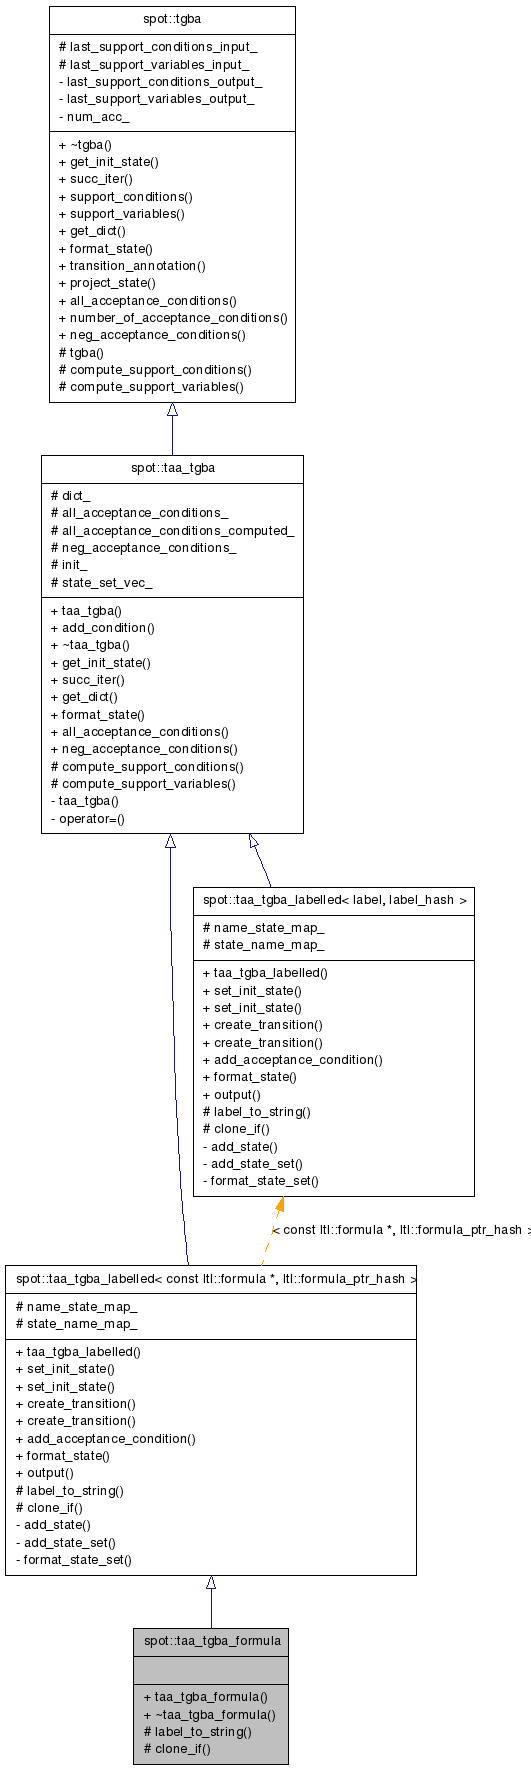 spot::tgba
# last_support_conditions_input_
# last_support_variables_input_
- last_support_conditions_output_
- last_support_variables_output_
- num_acc_
+ ~tgba()
+ get_init_state()
+ succ_iter()
+ support_conditions()
+ support_variables()
+ get_dict()
+ format_state()
+ transition_annotation()
+ project_state()
+ all_acceptance_conditions()
+ number_of_acceptance_conditions()
+ neg_acceptance_conditions()
# tgba()
# compute_support_conditions()
# compute_support_variables()
spot::taa_tgba
# dict_
# all_acceptance_conditions_
# all_acceptance_conditions_computed_
# neg_acceptance_conditions_
# init_
# state_set_vec_
+ taa_tgba()
+ add_condition()
+ ~taa_tgba()
+ get_init_state()
+ succ_iter()
+ get_dict()
+ format_state()
+ all_acceptance_conditions()
+ neg_acceptance_conditions()
# compute_support_conditions()
# compute_support_variables()
- taa_tgba()
- operator=()
spot::taa_tgba_labelled< label, label_hash >
# name_state_map_
# state_name_map_
+ taa_tgba_labelled()
+ set_init_state()
+ set_init_state()
+ create_transition()
+ create_transition()
+ add_acceptance_condition()
+ format_state()
+ output()
# label_to_string()
# clone_if()
- add_state()
- add_state_set()
- format_state_set()
< const ltl::formula *, ltl::formula_ptr_hash >
spot::taa_tgba_labelled< const ltl::formula *, ltl::formula_ptr_hash >
# name_state_map_
# state_name_map_
+ taa_tgba_labelled()
+ set_init_state()
+ set_init_state()
+ create_transition()
+ create_transition()
+ add_acceptance_condition()
+ format_state()
+ output()
# label_to_string()
# clone_if()
- add_state()
- add_state_set()
- format_state_set()
spot::taa_tgba_formula
+ taa_tgba_formula()
+ ~taa_tgba_formula()
# label_to_string()
# clone_if()